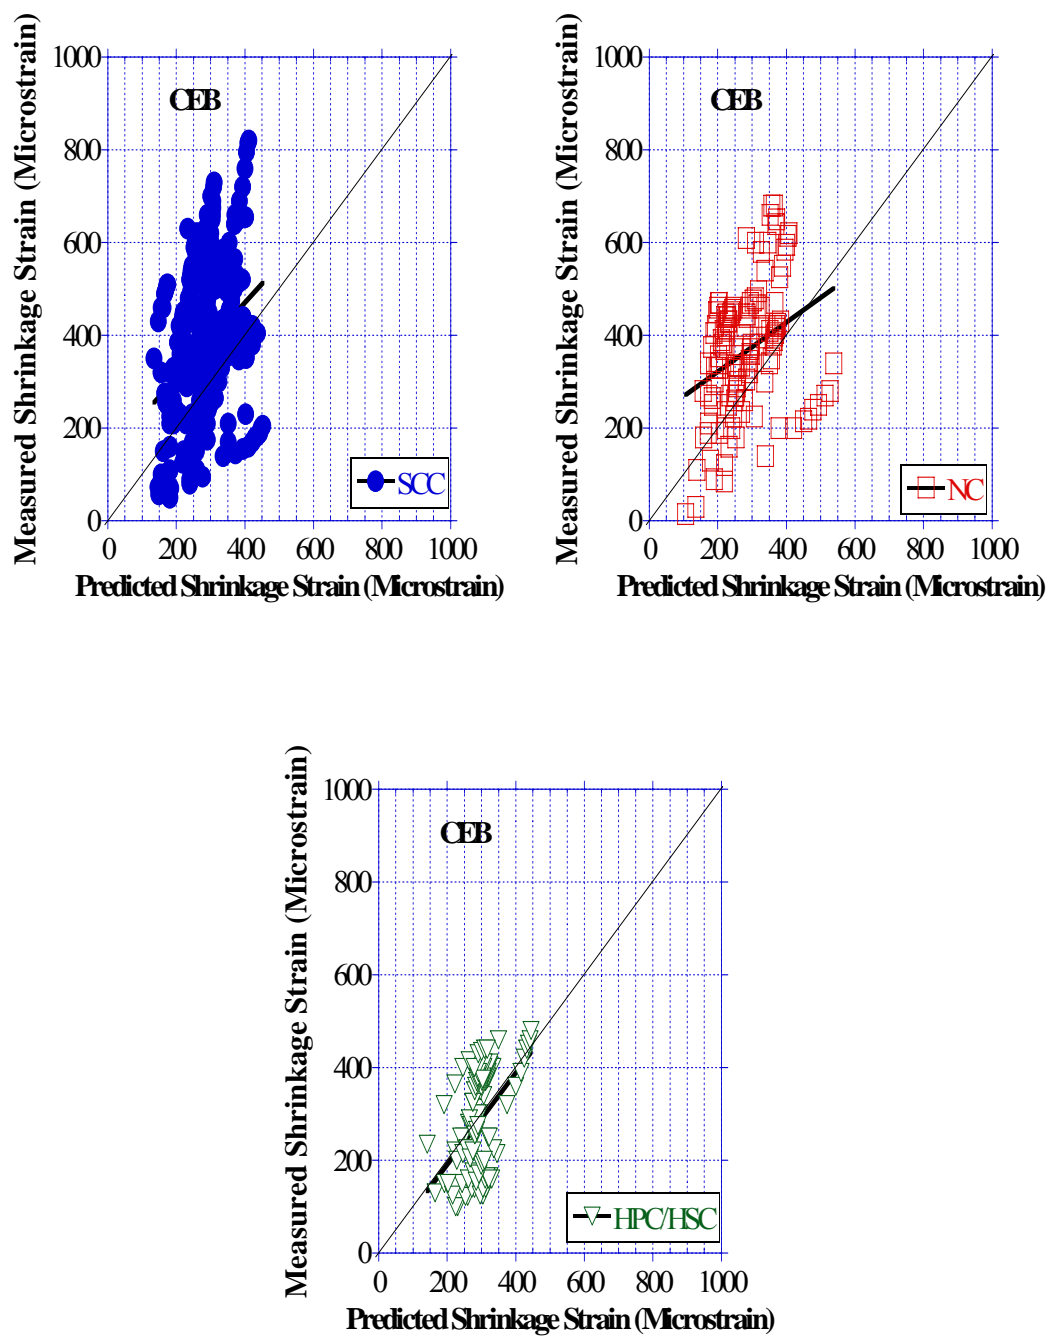 Measured Shrinkage Strain (Microstrain)
1000
800
600
400
200
0
CEB
SCC
0 200 400 600 800 1000
Predicted Shrinkage Strain (Microstrain)
Measured Shrinkage Strain (Microstrain)
1000
800
600
400
200
0
CEB
NC
0 200 400 600 800 1000
Predicted Shrinkage Strain (Microstrain)
Measured Shrinkage Strain (Microstrain)
1000
800
600
400
200
0
CEB
HPC/HSC
0 200 400 600 800 1000
Predicted Shrinkage Strain (Microstrain)